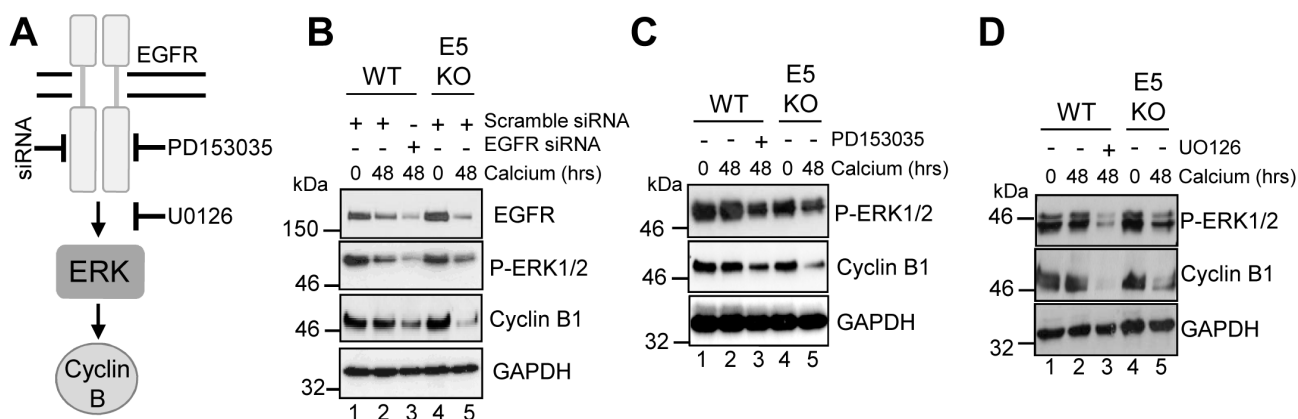 A
EGFR
siRNA
PD153035
U0126
ERK
Cyclin
B
B
WT
E5
KO
+ + - + + Scramble siRNA
- - + - - EGFR siRNA
0 48 48 0 48 Calcium (hrs)
kDa
EGFR
150
P-ERK1/2
46
Cyclin B1
46
GAPDH
32
1 2 3 4 5
C
WT
E5
KO
- - + - - PD153035
0 48 48 0 48 Calcium (hrs)
kDa
P-ERK1/2
46
Cyclin B1
46
GAPDH
32
1 2 3 4 5
D
WT
E5
KO
- - + - - UO126
0 48 48 0 48 Calcium (hrs)
kDa
46
P-ERK1/2
Cyclin B1
46
GAPDH
32
1 2 3 4 5